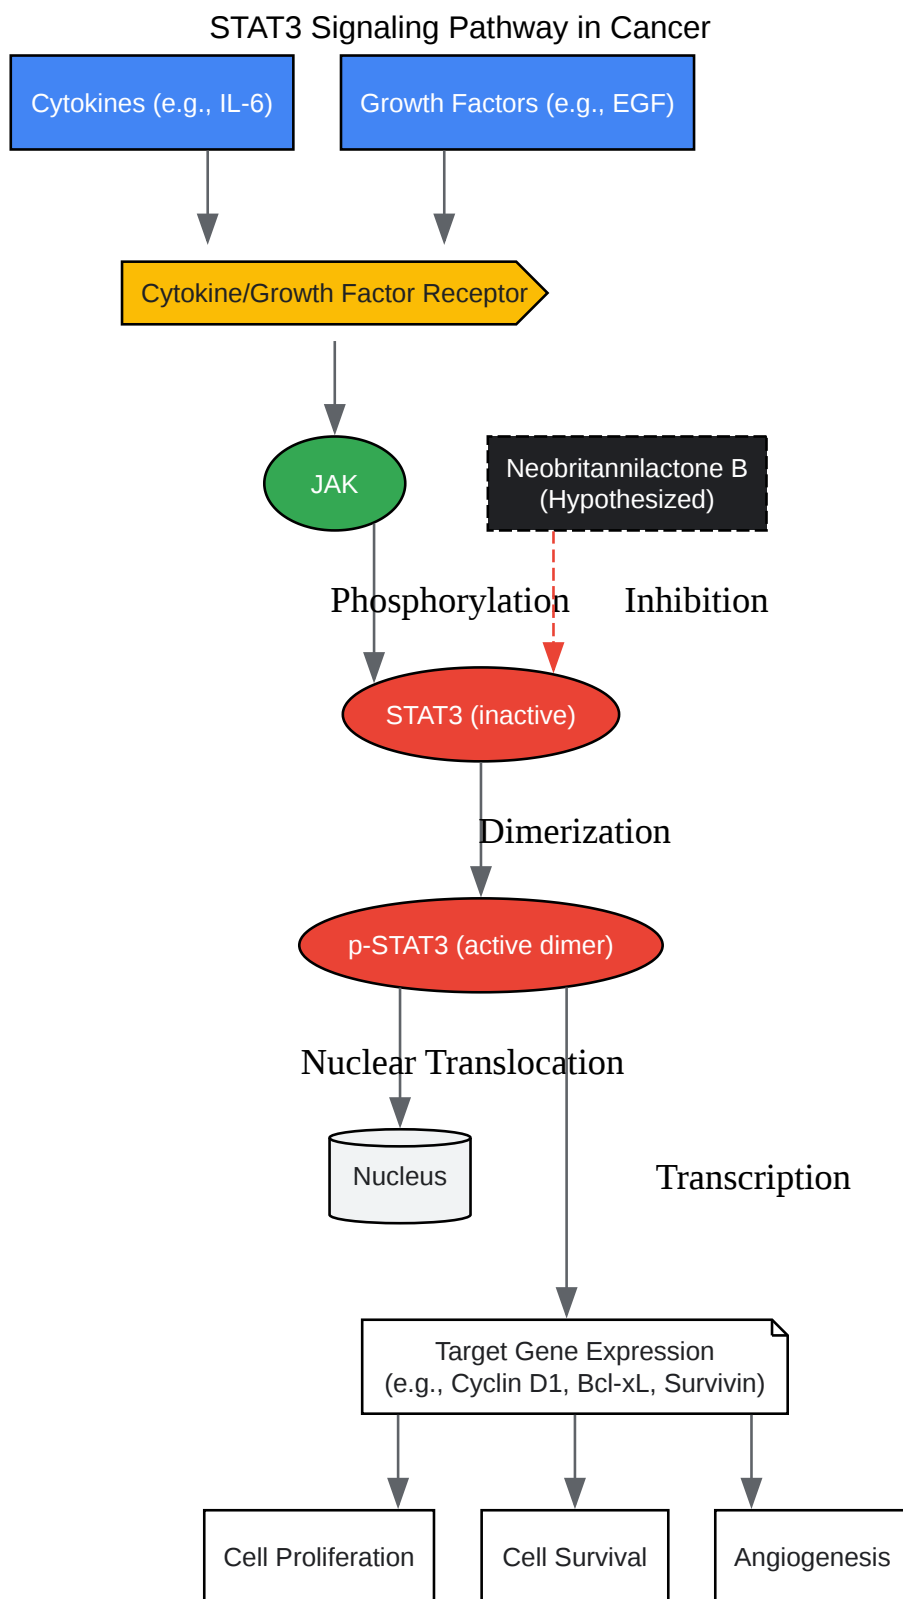 STAT3 Signaling Pathway in Cancer
Cytokines (e.g., IL-6)
Growth Factors (e.g., EGF)
Cytokine/Growth Factor Receptor
JAK
Neobritannilactone B
(Hypothesized)
Phosphorylation
Inhibition
STAT3 (inactive)
Dimerization
p-STAT3 (active dimer)
Nuclear Translocation
Nucleus
Transcription
Target Gene Expression
(e.g., Cyclin D1, Bcl-xL, Survivin)
Cell Proliferation
Cell Survival
Angiogenesis